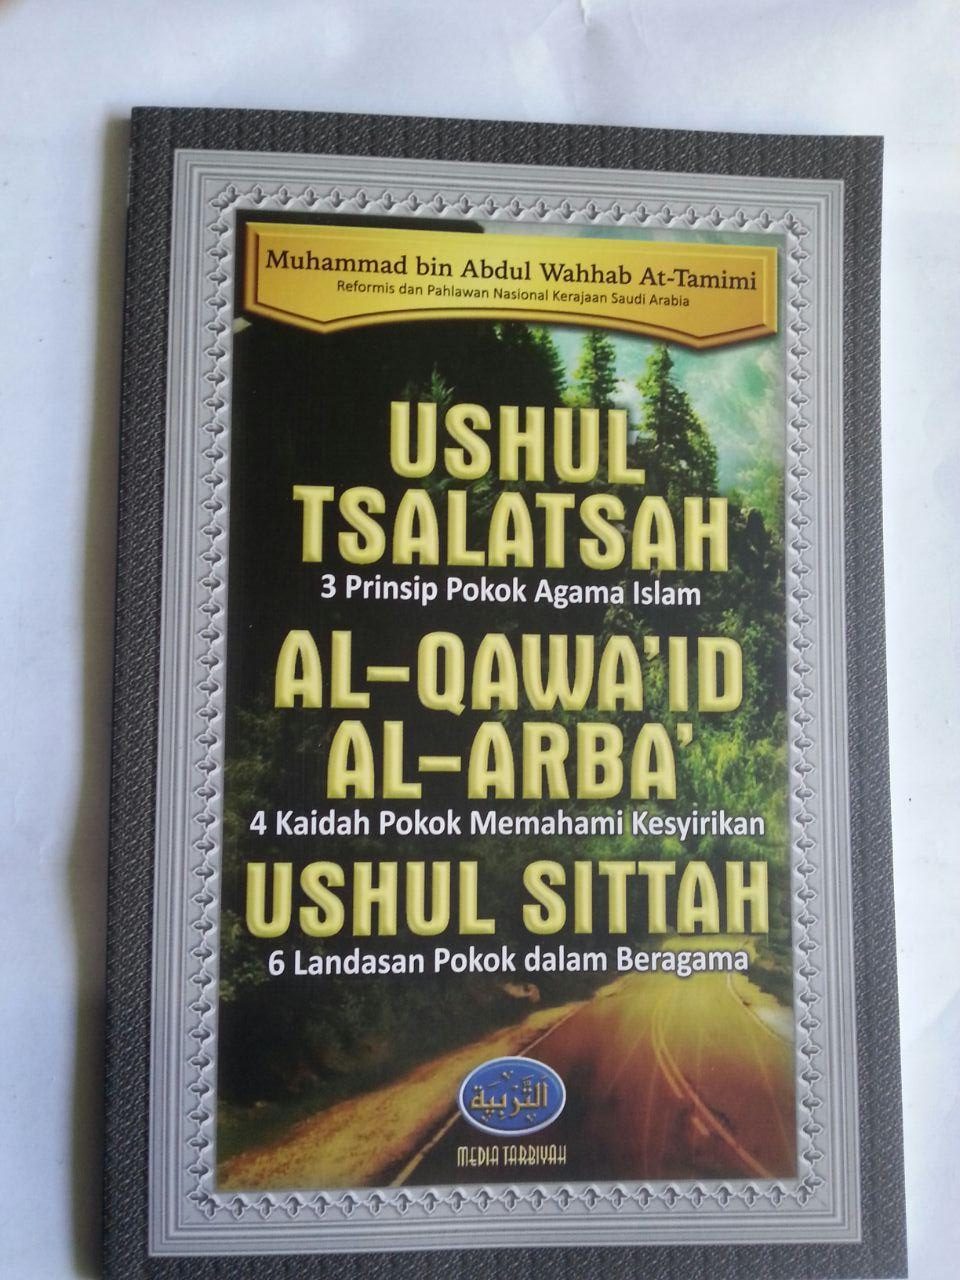 Muhammad bin Abdul Wahhab At-Tamimi
Reformis dan Pahlawan Nasional Kerajaan Saudi Arabia
USHUL
TSALATSAH
3 Prinsip Pokok Agama Islam
AL-QAWA'ID
AL-ARBA'
4 Kaidah Pokok Memahami Kesyirikan
USHUL SITTAH
6 Landasan Pokok dalam Beragama
التَّرْبِيَة
MEDIA TARBIYAH